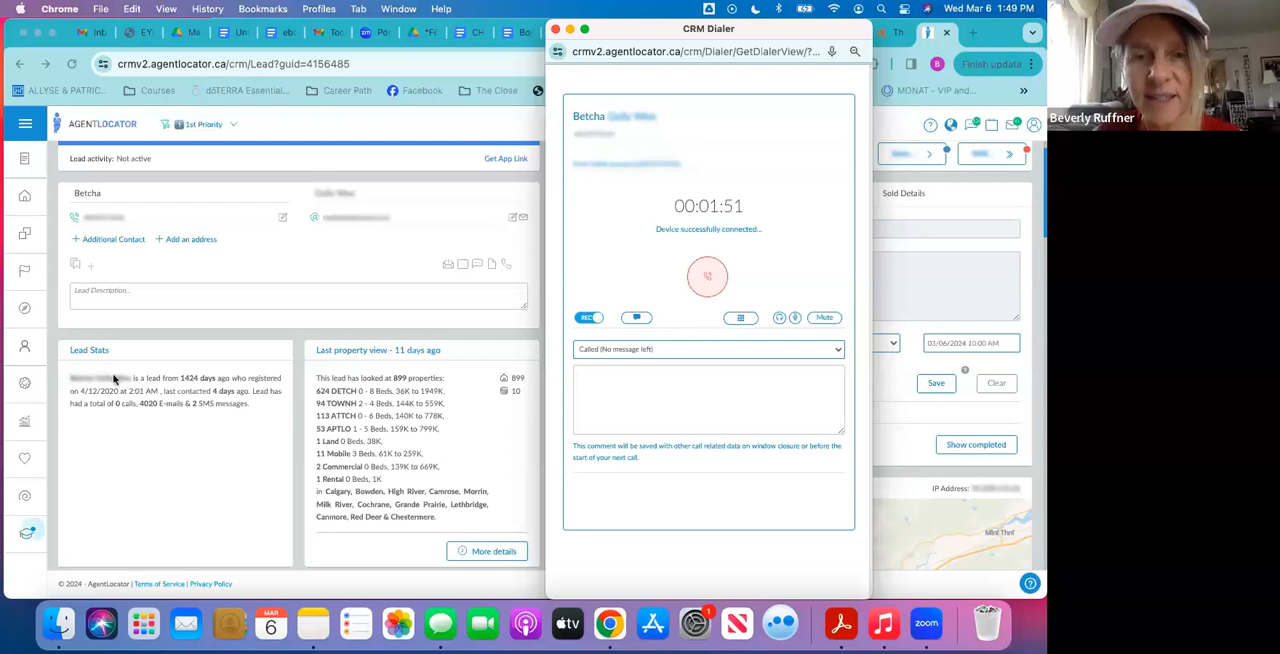 Chrome File Edit View History Bookmarks Profiles Tab Window Help
Wed Mar 6 1:49 PM
CRM Dialer
crmv2.agentlocator.ca/crm/Dialer/GetDialerView/?...
crmv2.agentlocator.ca/crm/Lead?guid=4156485
B Finish update
ALLYSE & PATRIC... Courses dōTERRA Essential... Career Path Facebook The Close
MONAT - VIP and...
Beverly Ruffner
AGENTLOCATOR 1st Priority
Lead activity: Not active
Get App Link
Betcha
Additional Contact Add an address
Lead Description...
Lead Stats
is a lead from 1424 days ago who registered
on 4/12/2020 at 2:01 AM , last contacted 4 days ago. Lead has
had a total of 0 calls, 4020 E-mails & 2 SMS messages.
Last property view - 11 days ago
This lead has looked at 899 properties:
899
624 DETCH 0 - 8 Beds, 36K to 1949K,
10
94 TOWNH 2 - 4 Beds, 144K to 559K,
113 ATTCH 0 - 6 Beds, 140K to 778K,
53 APTLO 1 - 5 Beds, 159K to 799K,
1 Land 0 Beds, 38K,
11 Mobile 3 Beds, 61K to 259K,
2 Commercial 0 Beds, 139K to 669K,
1 Rental 0 Beds, 1K
in Calgary, Bowden, High River, Camrose, Morrin,
Milk River, Cochrane, Grande Prairie, Lethbridge,
Canmore, Red Deer & Chestermere.
More details
Betcha
00:01:51
Device successfully connected...
REC
Mute
Called (No message left)
This comment will be saved with other call related data on window closure or before the
start of your next call.
Sold Details
03/06/2024 10:00 AM
Save Clear
Show completed
IP Address:
Mini Thni
© 2024 - AgentLocator | Terms of Service | Privacy Policy
MAR
6
tv
1
zoom